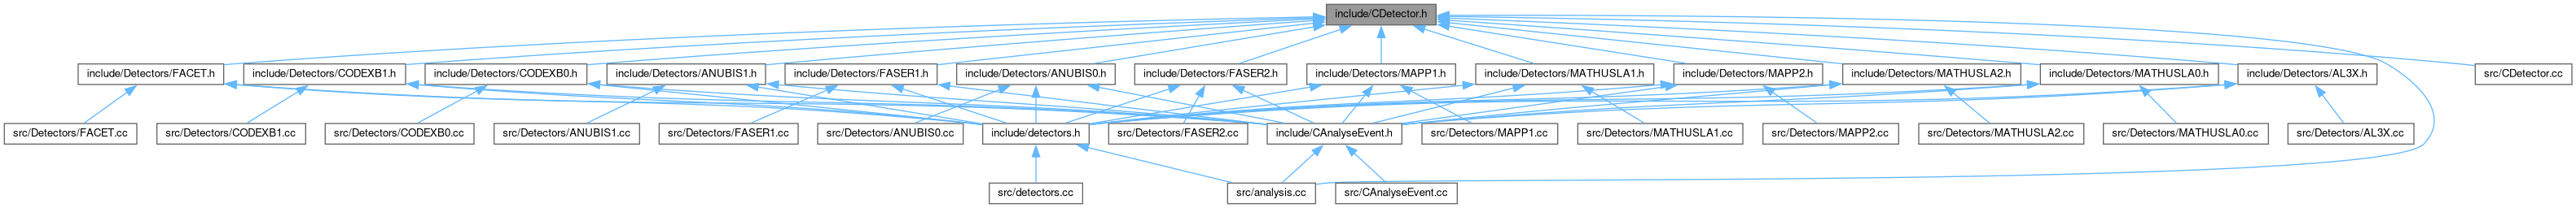 include/CDetector.h
include/Detectors/FACET.h
include/Detectors/CODEXB1.h
include/Detectors/CODEXB0.h
include/Detectors/ANUBIS1.h
include/Detectors/FASER1.h
include/Detectors/ANUBIS0.h
include/Detectors/FASER2.h
include/Detectors/MAPP1.h
include/Detectors/MATHUSLA1.h
include/Detectors/MAPP2.h
include/Detectors/MATHUSLA2.h
include/Detectors/MATHUSLA0.h
include/Detectors/AL3X.h
src/CDetector.cc
src/Detectors/FACET.cc
src/Detectors/CODEXB1.cc
src/Detectors/CODEXB0.cc
src/Detectors/ANUBIS1.cc
src/Detectors/FASER1.cc
src/Detectors/ANUBIS0.cc
include/detectors.h
src/Detectors/FASER2.cc
include/CAnalyseEvent.h
src/Detectors/MAPP1.cc
src/Detectors/MATHUSLA1.cc
src/Detectors/MAPP2.cc
src/Detectors/MATHUSLA2.cc
src/Detectors/MATHUSLA0.cc
src/Detectors/AL3X.cc
src/detectors.cc
src/analysis.cc
src/CAnalyseEvent.cc